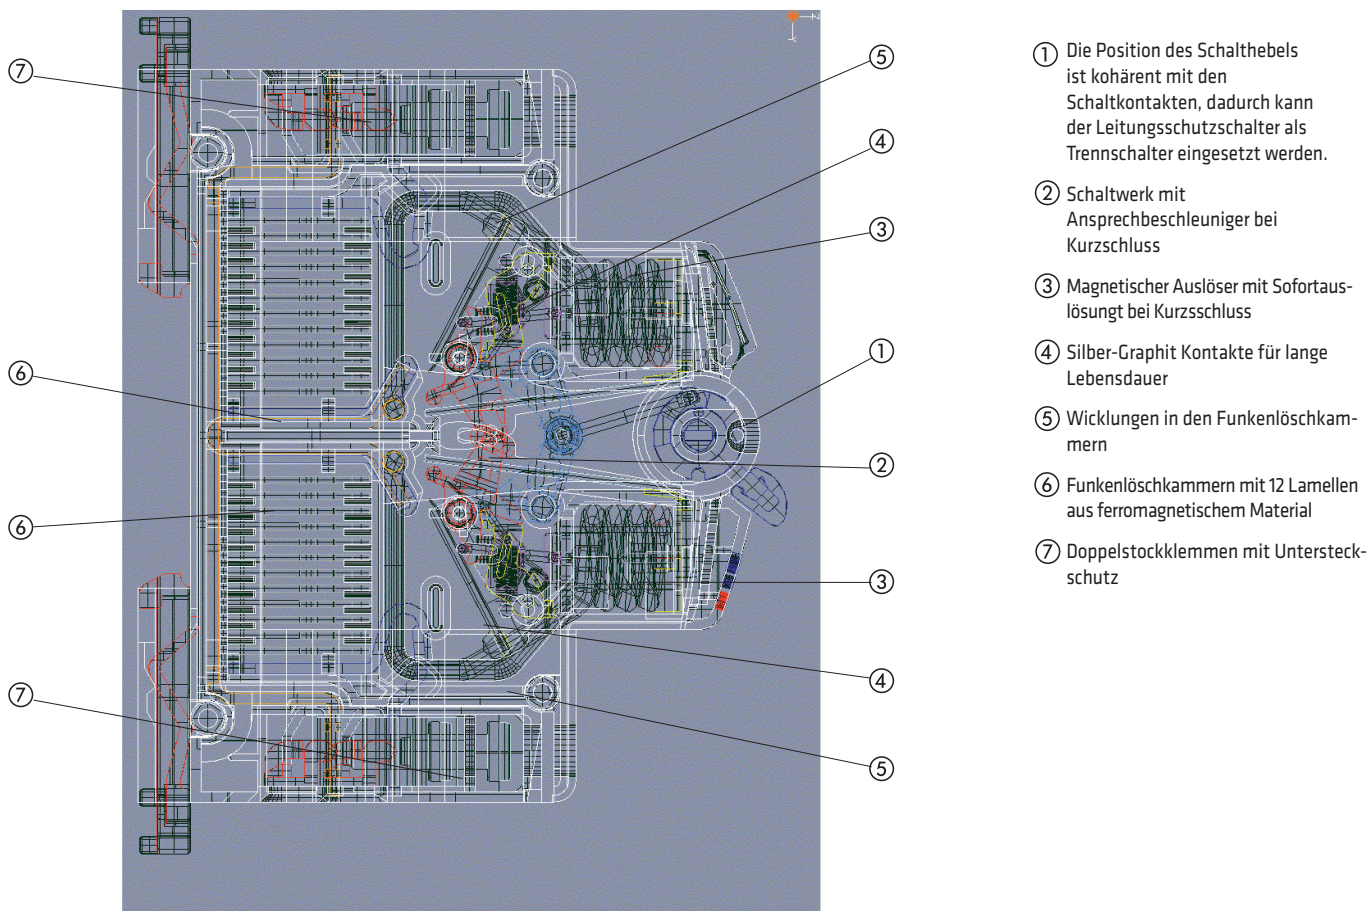 7
5
4
3
1
6
2
6
3
4
7
5
Z
Y
1 Die Position des Schalthebels
ist kohärent mit den
Schaltkontakten, dadurch kann
der Leitungsschutzschalter als
Trennschalter eingesetzt werden.
2 Schaltwerk mit
Ansprechbeschleuniger bei
Kurzschluss
3 Magnetischer Auslöser mit Sofortaus-
lösungt bei Kurzsschluss
4 Silber-Graphit Kontakte für lange
Lebensdauer
5 Wicklungen in den Funkenlöschkam-
mern
6 Funkenlöschkammern mit 12 Lamellen
aus ferromagnetischem Material
7 Doppelstockklemmen mit Untersteck-
schutz